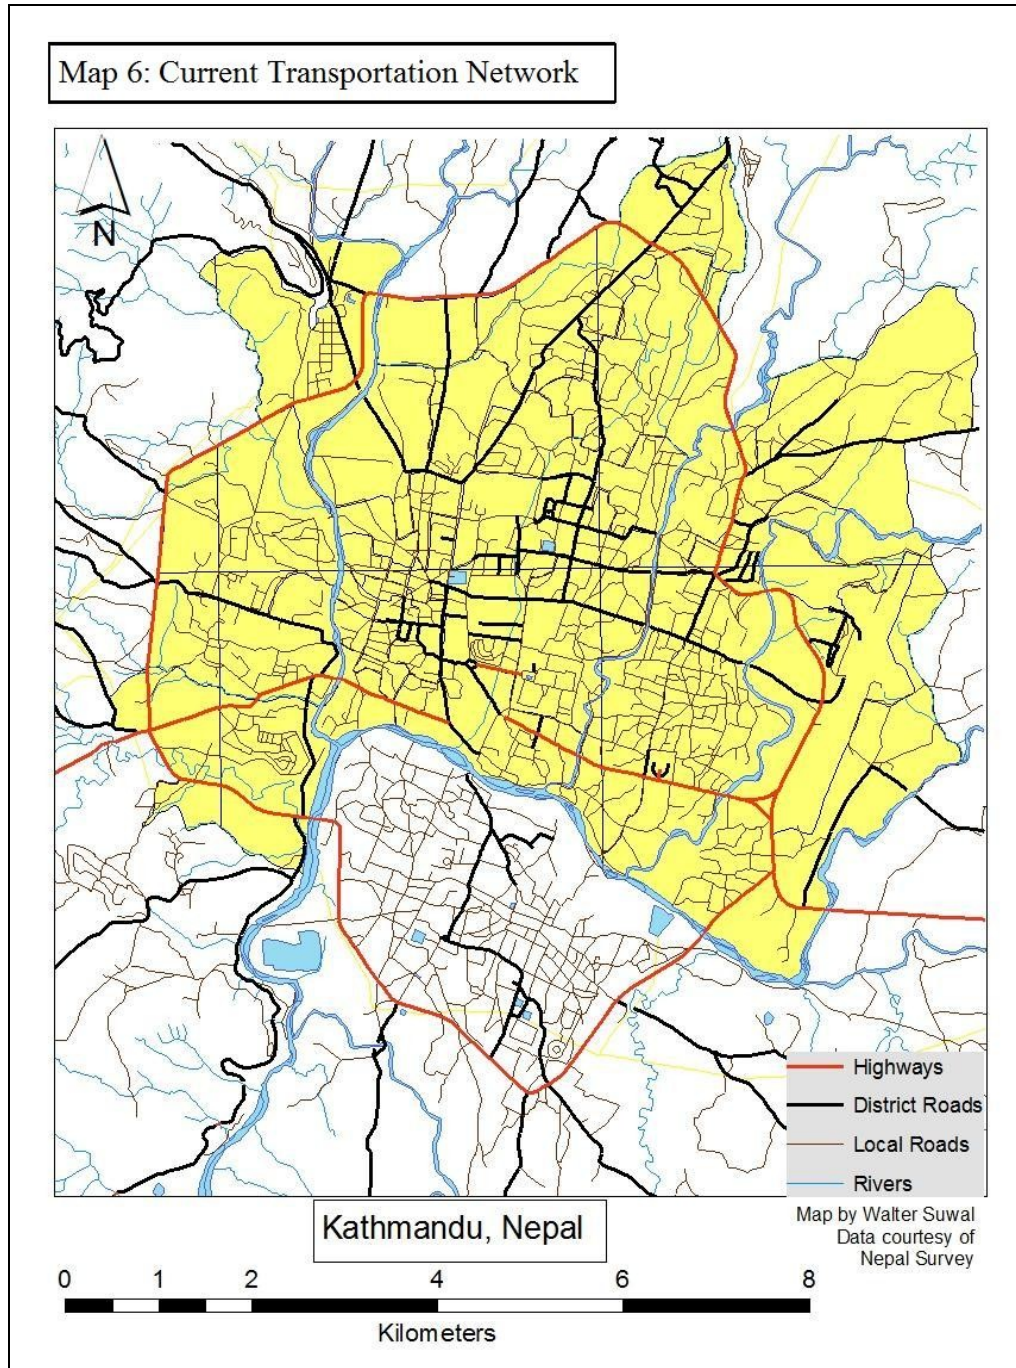 Map 6: Current Transportation Network
N
Highways
District Roads
Local Roads
Rivers
Map by Walter Suwal
Data courtesy of
Nepal Survey
Kathmandu, Nepal
0 1 2 4 6 8
Kilometers